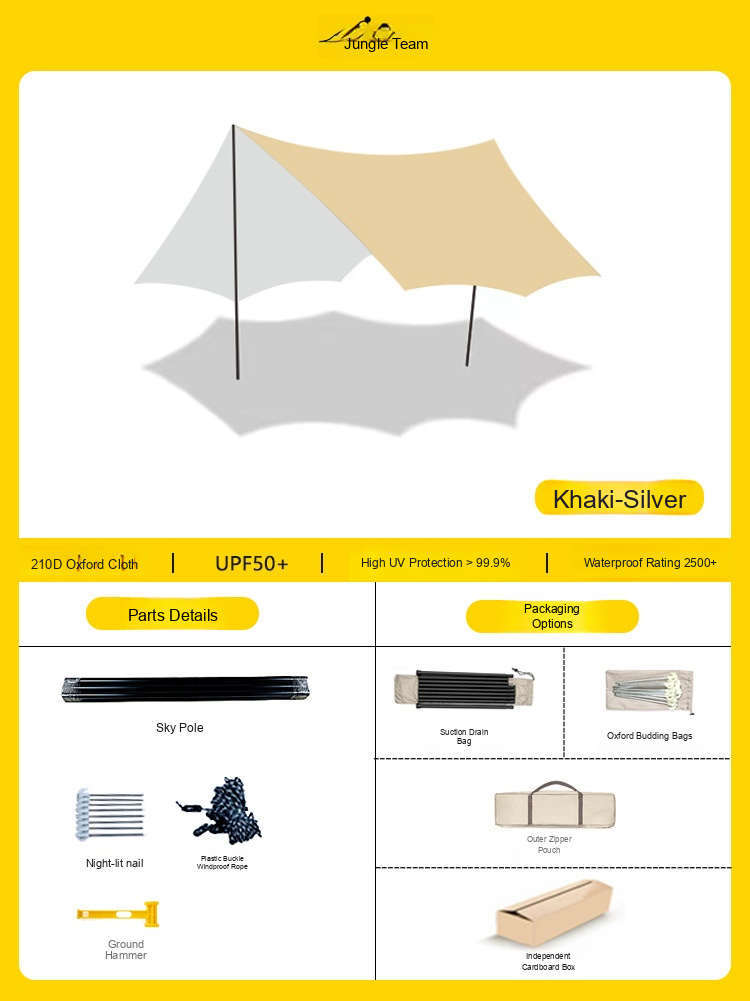 Jungle Team
Khaki-Silver
210D Oxford Cloth
UPF50+
High UV Protection > 99.9%
Waterproof Rating 2500+
Parts Details
Packaging
Options
Sky Pole
Suction Drain
Bag
Oxford Budding Bags
Night-lit nail
Plastic Buckle
Windproof Rope
Outer Zipper
Pouch
Ground
Hammer
Independent
Cardboard Box